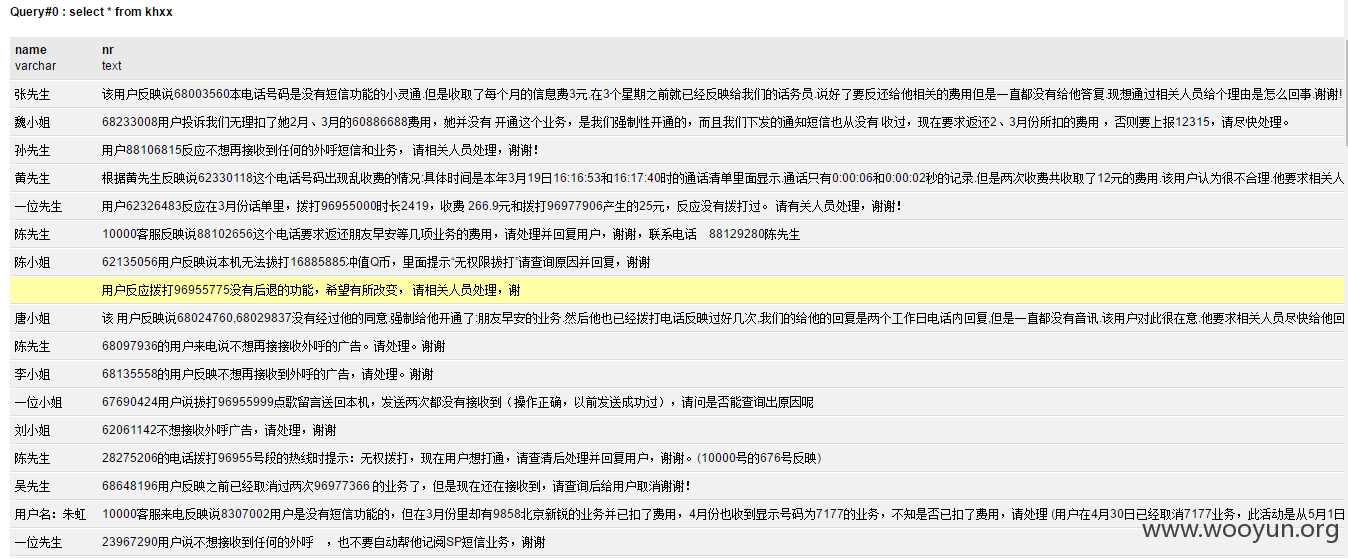 Query#0 : select * from khxx
name nr
varchar text
张先生 该用户反映说68003560本电话号码是没有短信功能的小灵通.但是收取了每个月的信息费3元.在3个星期之前就已经反映给我们的话务员.说好了要反还给他相关的费用但是一直都没有给他答复.现想通过相关人员给个理由是怎么回事.谢谢!
魏小姐 68233008用户投诉我们无理扣了她2月、3月的60886688费用，她并没有 开通这个业务，是我们强制性开通的，而且我们下发的通知短信也从没有 收过，现在要求返还2、3月份所扣的费用 ，否则要上报12315，请尽快处理。
孙先生 用户88106815反应不想再接收到任何的外呼短信和业务， 请相关人员处理，谢谢！
黄先生 根据黄先生反映说62330118这个电话号码出现乱收费的情况:具体时间是本年3月19日16:16:53和16:17:40时的通话清单里面显示.通话只有0:00:06和0:00:02秒的记录.但是两次收费共收取了12元的费用.该用户认为很不合理.他要求相关人
一位先生 用户62326483反应在3月份话单里，拨打96955000时长2419，收费 266.9元和拨打96977906产生的25元，反应没有拨打过。 请有关人员处理，谢谢！
陈先生 10000客服反映说88102656这个电话要求返还朋友早安等几项业务的费用，请处理并回复用户，谢谢，联系电话 88129280陈先生
陈小姐 62135056用户反映说本机无法拔打16885885冲值Q币，里面提示“无权限拔打”请查询原因并回复，谢谢
用户反应拨打96955775没有后退的功能，希望有所改变， 请相关人员处理，谢
唐小姐 该 用户反映说68024760,68029837没有经过他的同意.强制给他开通了:朋友早安的业务.然后他也已经拨打电话反映过好几次,我们的给他的回复是两个工作日电话内回复,但是一直都没有音讯.该用户对此很在意.他要求相关人员尽快给他回
陈先生 68097936的用户来电说不想再接接收外呼的广告。请处理。谢谢
李小姐 68135558的用户反映不想再接收到外呼的广告，请处理。谢谢
一位小姐 67690424用户说拔打96955999点歌留言送回本机，发送两次都没有接收到（操作正确，以前发送成功过），请问是否能查询出原因呢
刘小姐 62061142不想接收外呼广告，请处理，谢谢
陈先生 28275206的电话拨打96955号段的热线时提示：无权拨打，现在用户想打通，请查清后处理并回复用户，谢谢。(10000号的676号反映)
吴先生 68648196用户反映之前已经取消过两次96977366 的业务了，但是现在还在接收到，请查询后给用户取消谢谢！
用户名：朱虹 10000客服来电反映说8307002用户是没有短信功能的，但在3月份里却有9858北京新锐的业务并已扣了费用，4月份也收到显示号码为7177的业务，不知是否已扣了费用，请处理 (用户在4月30日已经取消7177业务，此活动是从5月1日
一位先生 23967290用户说不想接收到任何的外呼 ，也不要自动帮他记阅SP短信业务，谢谢
www.wooyun.org